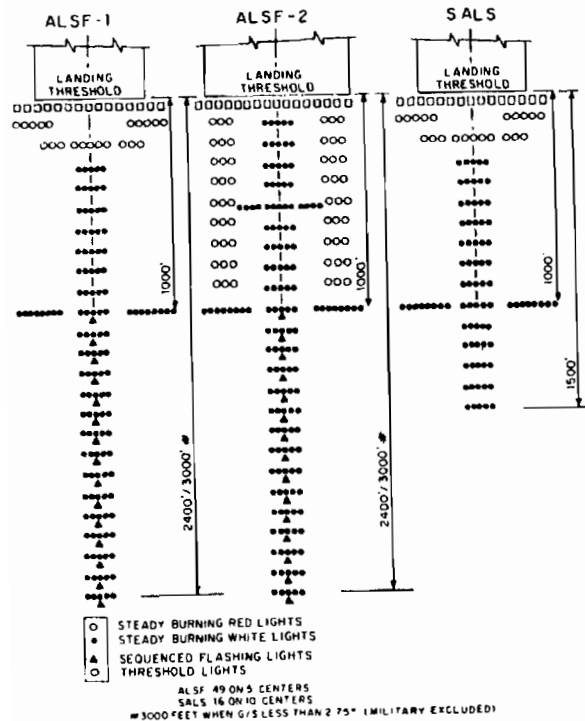 ALSF-1
ALSF-2
SALS
LANDING
THRESHOLD
LANDING
THRESHOLD
LANDING
THRESHOLD
1000'
2400'/3000'#
1000'
2400'/3000'#
1000'
1500'
STEADY BURNING RED LIGHTS
STEADY BURNING WHITE LIGHTS
SEQUENCED FLASHING LIGHTS
THRESHOLD LIGHTS
ALSF 49 ON 5 CENTERS
SALS 16 ON 10 CENTERS
#3000 FEET WHEN G/S LESS THAN 2 75° (MILITARY EXCLUDED)